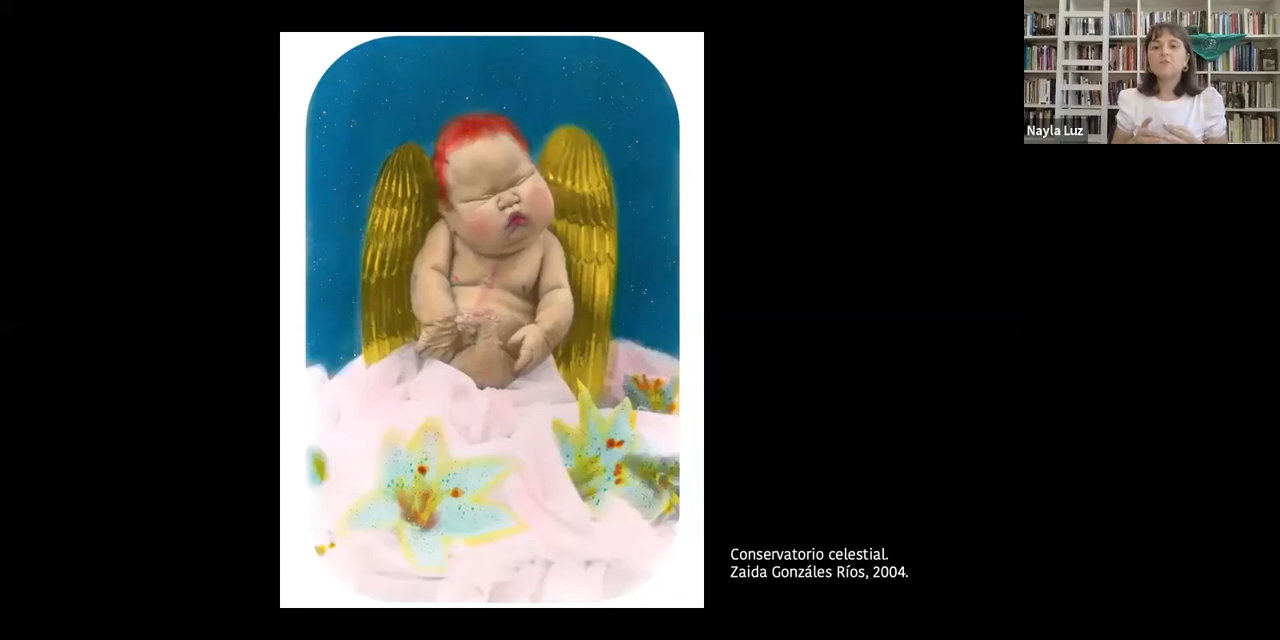 Nayla Luz
Conservatorio celestial.
Zaida Gonzáles Ríos, 2004.